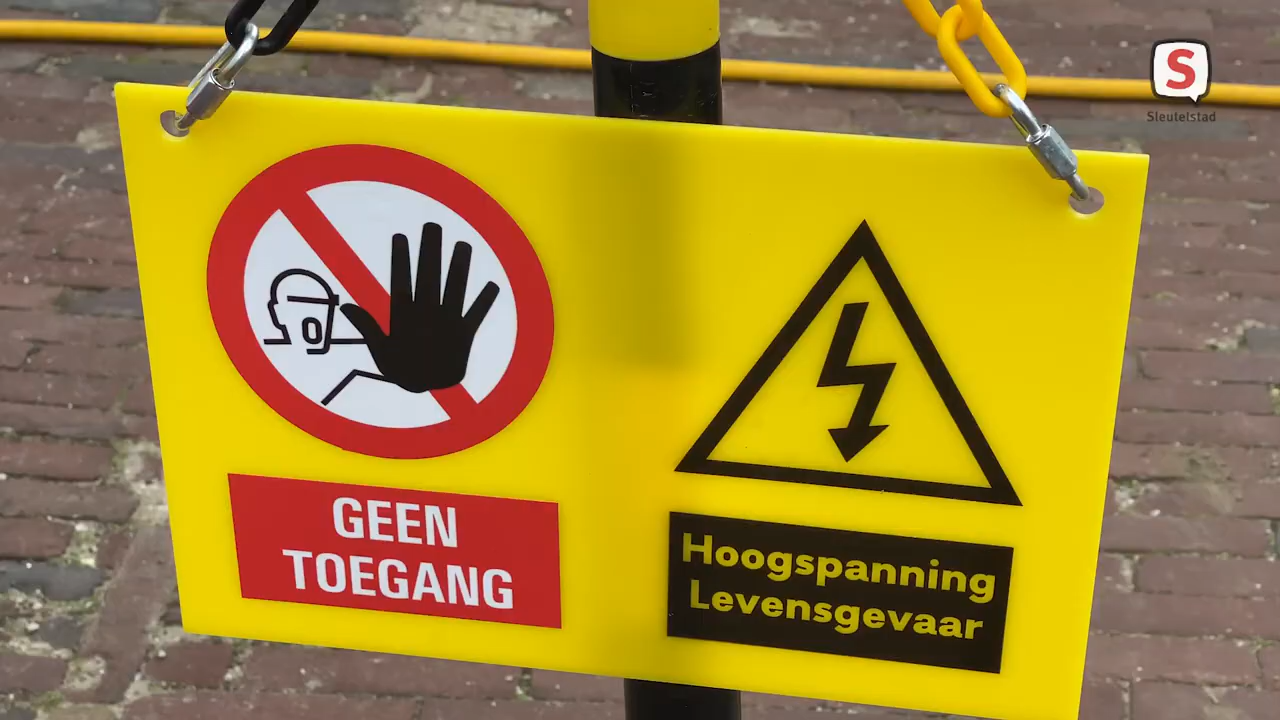 S
Sleutelstad
GEEN
TOEGANG
Hoogspanning
Levensgevaar